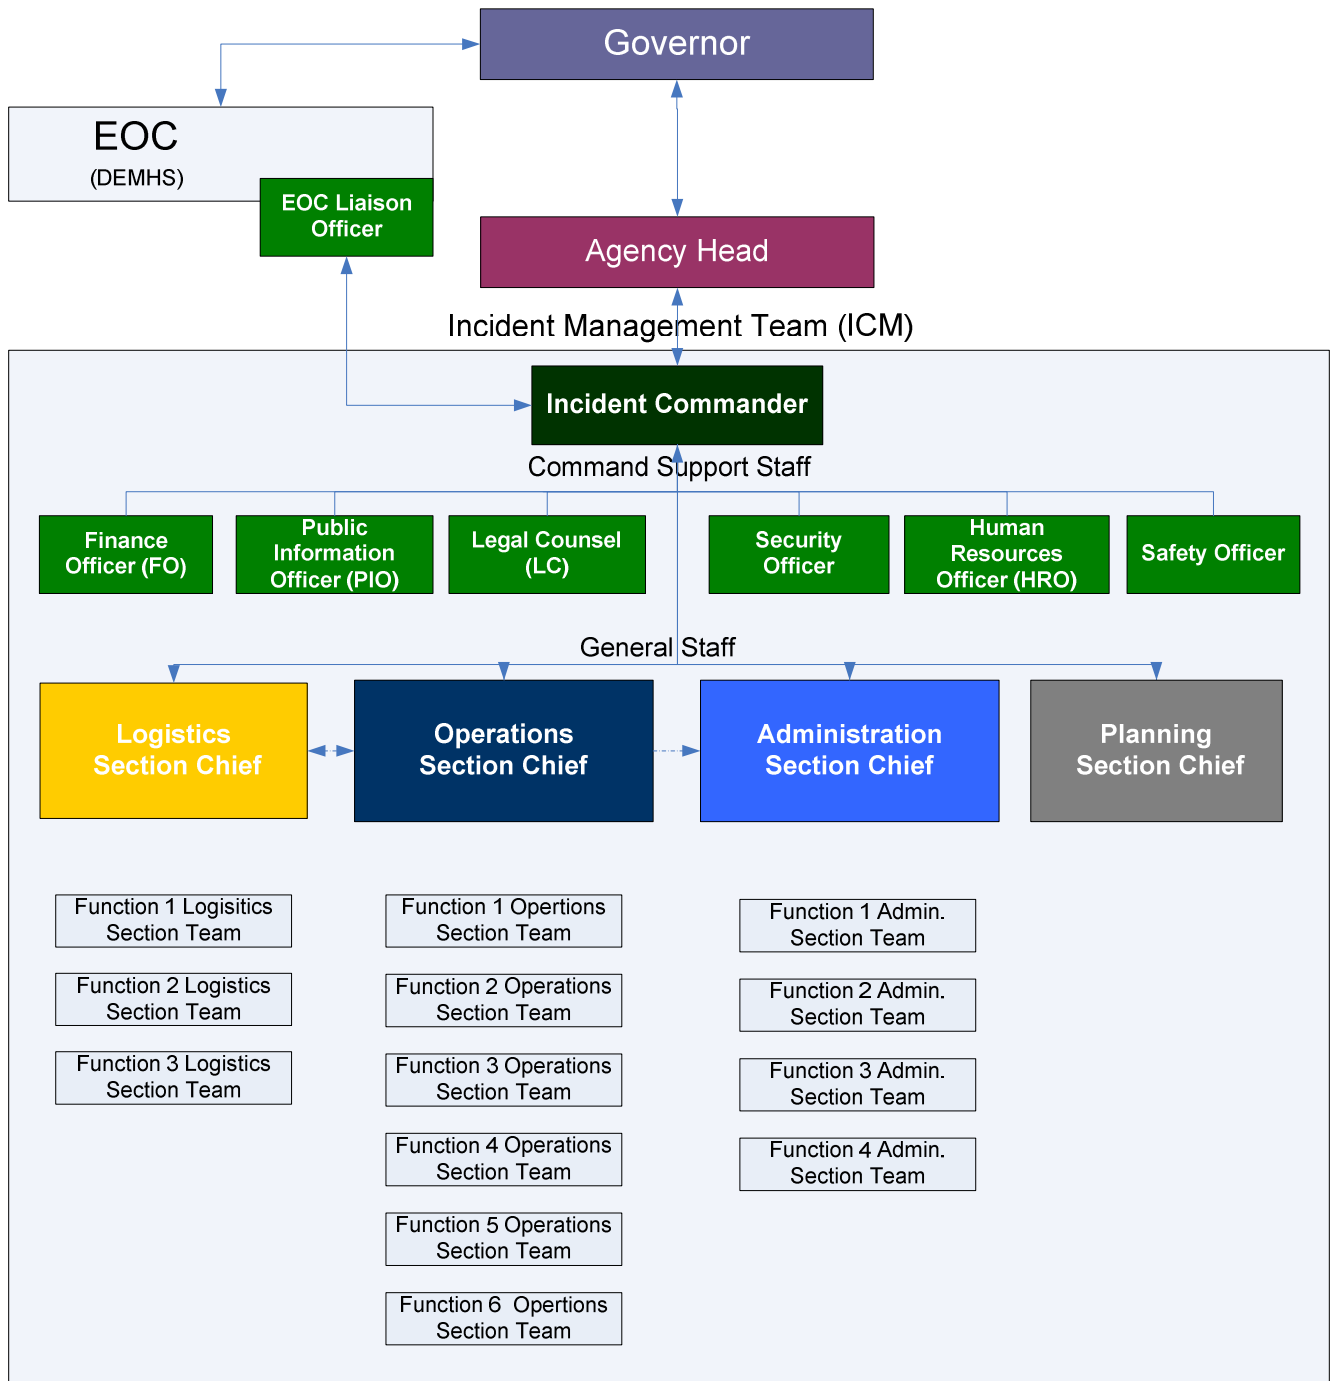 Governor
EOC
(DEMHS)
EOC Liaison
Officer
Agency Head
Incident Management Team (ICM)
Incident Commander
Command Support Staff
Finance
Officer (FO)
Public
Information
Officer (PIO)
Legal Counsel
(LC)
Security
Officer
Human
Resources
Officer (HRO)
Safety Officer
General Staff
Logistics
Section Chief
Operations
Section Chief
Administration
Section Chief
Planning
Section Chief
Function 1 Logisitics
Section Team
Function 2 Logistics
Section Team
Function 3 Logistics
Section Team
Function 1 Opertions
Section Team
Function 2 Operations
Section Team
Function 3 Operations
Section Team
Function 4 Operations
Section Team
Function 5 Operations
Section Team
Function 6 Opertions
Section Team
Function 1 Admin.
Section Team
Function 2 Admin.
Section Team
Function 3 Admin.
Section Team
Function 4 Admin.
Section Team